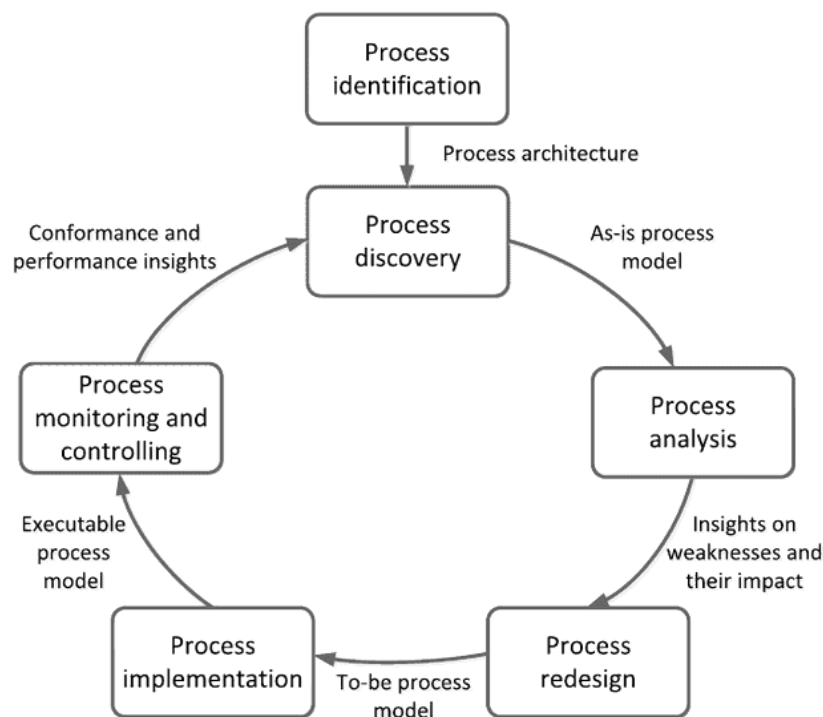 Process
identification
Process architecture
Process
discovery
Conformance and
performance insights
As-is process
model
Process
monitoring and
controlling
Process
analysis
Executable
process
model
Insights on
weaknesses and
their impact
Process
implementation
To-be process
model
Process
redesign